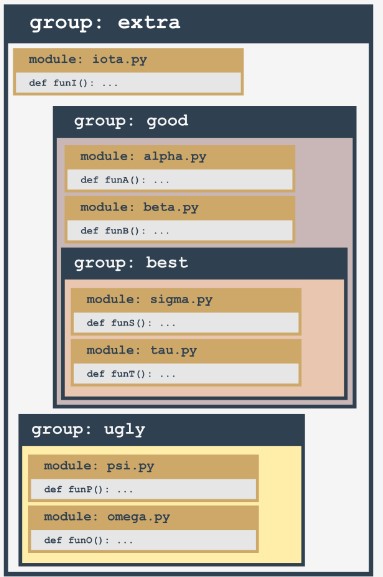 group: extra
module: iota.py
def funI(): ...
group: good
module: alpha.py
def funA(): ...
module: beta.py
def funB(): ...
group: best
module: sigma.py
def funS(): ...
module: tau.py
def funT(): ...
group: ugly
module: psi.py
def funP(): ...
module: omega.py
def funO(): ...